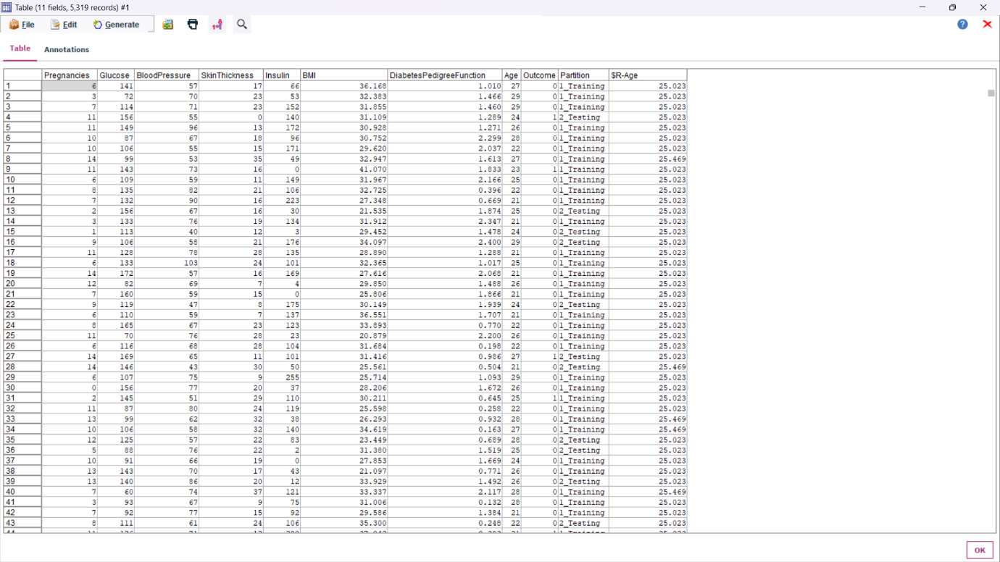 Table (11 fields, 5,319 records) #1
File Edit Generate
Table Annotations
Pregnancies Glucose BloodPressure SkinThickness Insulin BMI DiabetesPedigreeFunction Age Outcome Partition $R-Age
1 6 141 57 17 66 36.168 1.010 27 0 1_Training 25.023
2 3 72 70 23 53 32.383 1.466 29 0 1_Training 25.023
3 7 114 71 23 152 31.855 1.460 29 0 1_Training 25.023
4 11 156 55 0 140 31.109 1.289 24 1 2_Testing 25.023
5 11 149 96 13 172 30.928 1.271 26 0 1_Training 25.023
6 10 87 67 18 96 30.752 2.299 28 0 1_Training 25.023
7 10 106 55 15 171 29.620 2.037 22 0 1_Training 25.023
8 14 99 53 35 49 32.947 1.613 27 0 1_Training 25.469
9 11 143 73 16 0 41.070 1.833 23 1 1_Training 25.023
10 6 109 59 11 149 31.967 2.166 25 0 1_Training 25.023
11 8 135 82 21 106 32.725 0.396 22 0 1_Training 25.023
12 7 132 90 16 223 27.348 0.669 21 0 1_Training 25.023
13 2 156 67 16 30 21.535 1.874 25 0 2_Testing 25.023
14 3 133 76 19 134 31.912 2.347 21 0 1_Training 25.023
15 1 113 40 12 3 29.452 1.478 24 0 2_Testing 25.023
16 9 106 58 21 176 34.097 2.400 29 0 2_Testing 25.023
17 11 128 78 28 135 28.890 1.288 21 0 1_Training 25.023
18 6 133 103 24 101 32.365 1.017 25 0 1_Training 25.023
19 14 172 57 16 169 27.616 2.068 21 0 1_Training 25.023
20 12 82 69 7 4 29.850 1.488 26 0 1_Training 25.023
21 7 160 59 15 0 25.806 1.866 21 0 1_Training 25.023
22 9 119 47 8 175 30.149 1.939 24 0 2_Testing 25.023
23 6 110 59 7 137 36.551 1.707 21 0 1_Training 25.023
24 8 165 67 23 123 33.893 0.770 22 0 1_Training 25.023
25 11 70 76 28 23 20.879 2.200 26 0 1_Training 25.023
26 6 116 68 28 104 31.684 0.198 22 0 1_Training 25.023
27 14 169 65 11 101 31.416 0.986 27 1 2_Testing 25.023
28 14 146 43 30 50 25.561 0.504 21 0 2_Testing 25.469
29 6 107 75 9 255 25.714 1.093 29 0 1_Training 25.023
30 0 156 77 20 37 28.206 1.672 26 0 1_Training 25.023
31 2 145 51 29 110 30.211 0.645 25 1 1_Training 25.023
32 11 87 80 24 119 25.598 0.258 22 0 1_Training 25.023
33 13 99 62 32 38 26.293 0.932 28 0 1_Training 25.469
34 10 106 58 32 140 34.619 0.163 27 0 1_Training 25.469
35 12 125 57 22 83 23.449 0.689 28 0 2_Testing 25.023
36 5 88 76 22 2 31.380 1.519 25 0 2_Testing 25.023
37 10 91 66 19 0 27.853 1.669 24 0 1_Training 25.023
38 13 143 70 17 43 21.097 0.771 26 0 1_Training 25.023
39 13 140 86 20 12 33.929 1.492 26 0 2_Testing 25.023
40 7 60 74 37 121 33.337 2.117 28 0 1_Training 25.469
41 3 93 67 9 75 31.006 0.132 28 0 1_Training 25.023
42 7 92 77 15 92 29.586 1.384 21 0 1_Training 25.023
43 8 111 61 24 106 35.300 0.248 22 0 2_Testing 25.023
OK